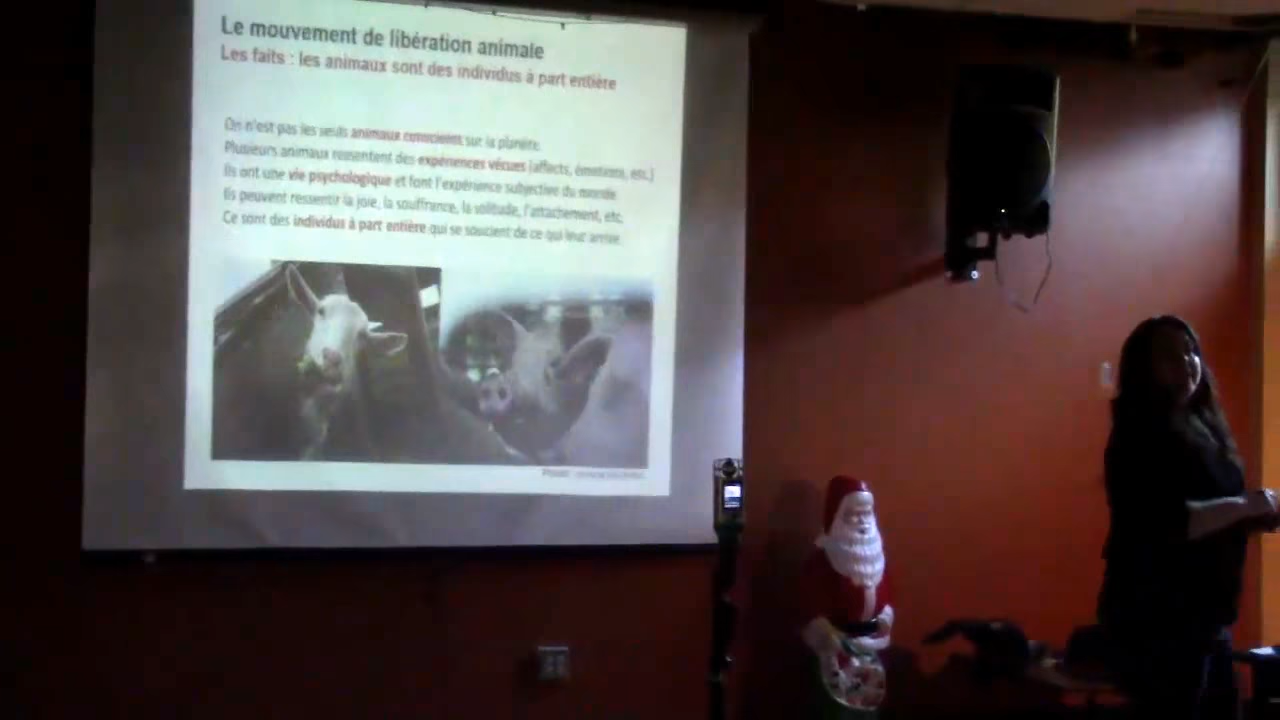 Le mouvement de libération animale
Les faits : les animaux sont des individus à part entière
On n'est pas les seuls animaux conscients sur la planète.
Plusieurs animaux ressentent des expériences vécues (affects, émotions, etc.)
Ils ont une vie psychologique et font l'expérience subjective du monde.
Ils peuvent ressentir la joie, la souffrance, la solitude, l'attachement, etc.
Ce sont des individus à part entière qui se soucient de ce qui leur arrive.